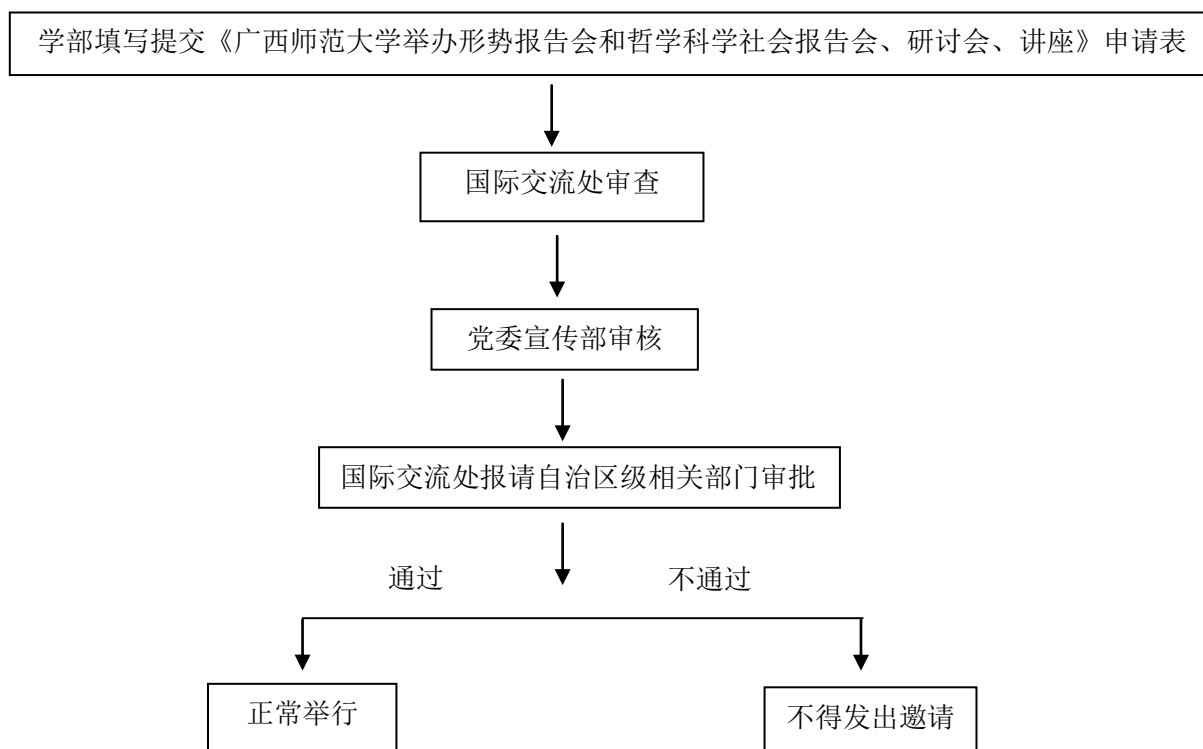 学部填写提交《广西师范大学举办形势报告会和哲学科学社会报告会、研讨会、讲座》申请表
国际交流处审查
党委宣传部审核
国际交流处报请自治区级相关部门审批
通过
不通过
正常举行
不得发出邀请